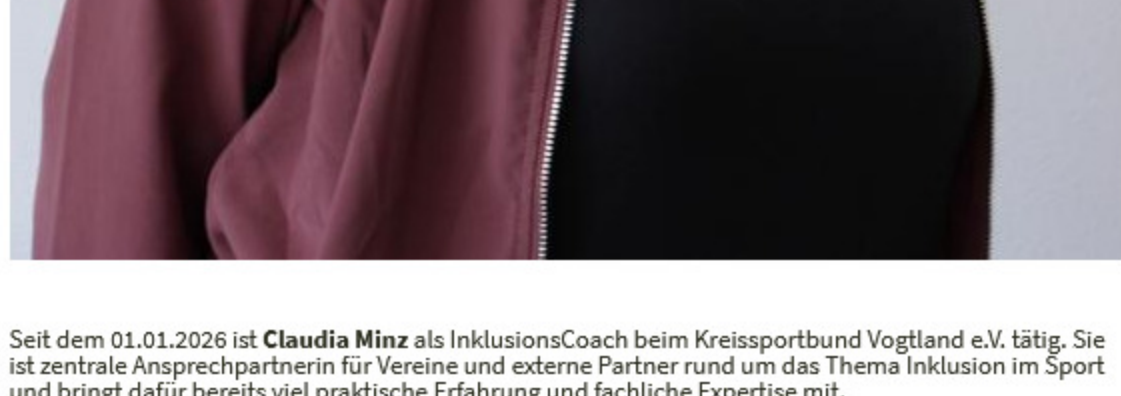 Seit dem 01.01.2026 ist Claudia Minz als InklusionsCoach beim Kreissportbund Vogtland e.V. tätig. Sie
ist zentrale Ansprechpartnerin für Vereine und externe Partner rund um das Thema Inklusion im Sport
und bringt dafür bereits viel praktische Erfahrung und fachliche Expertise mit.